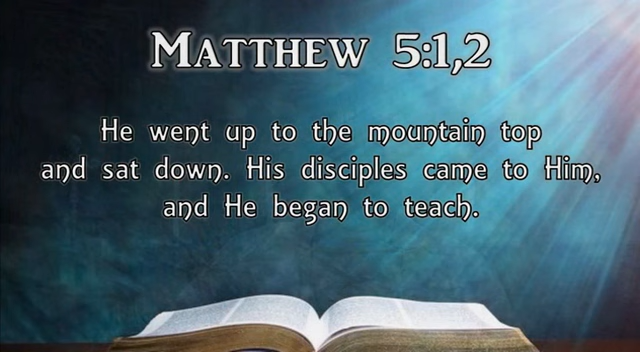 Matthew 5:1,2
He went up to the mountain top
and sat down. His disciples came to Him,
and He began to teach.